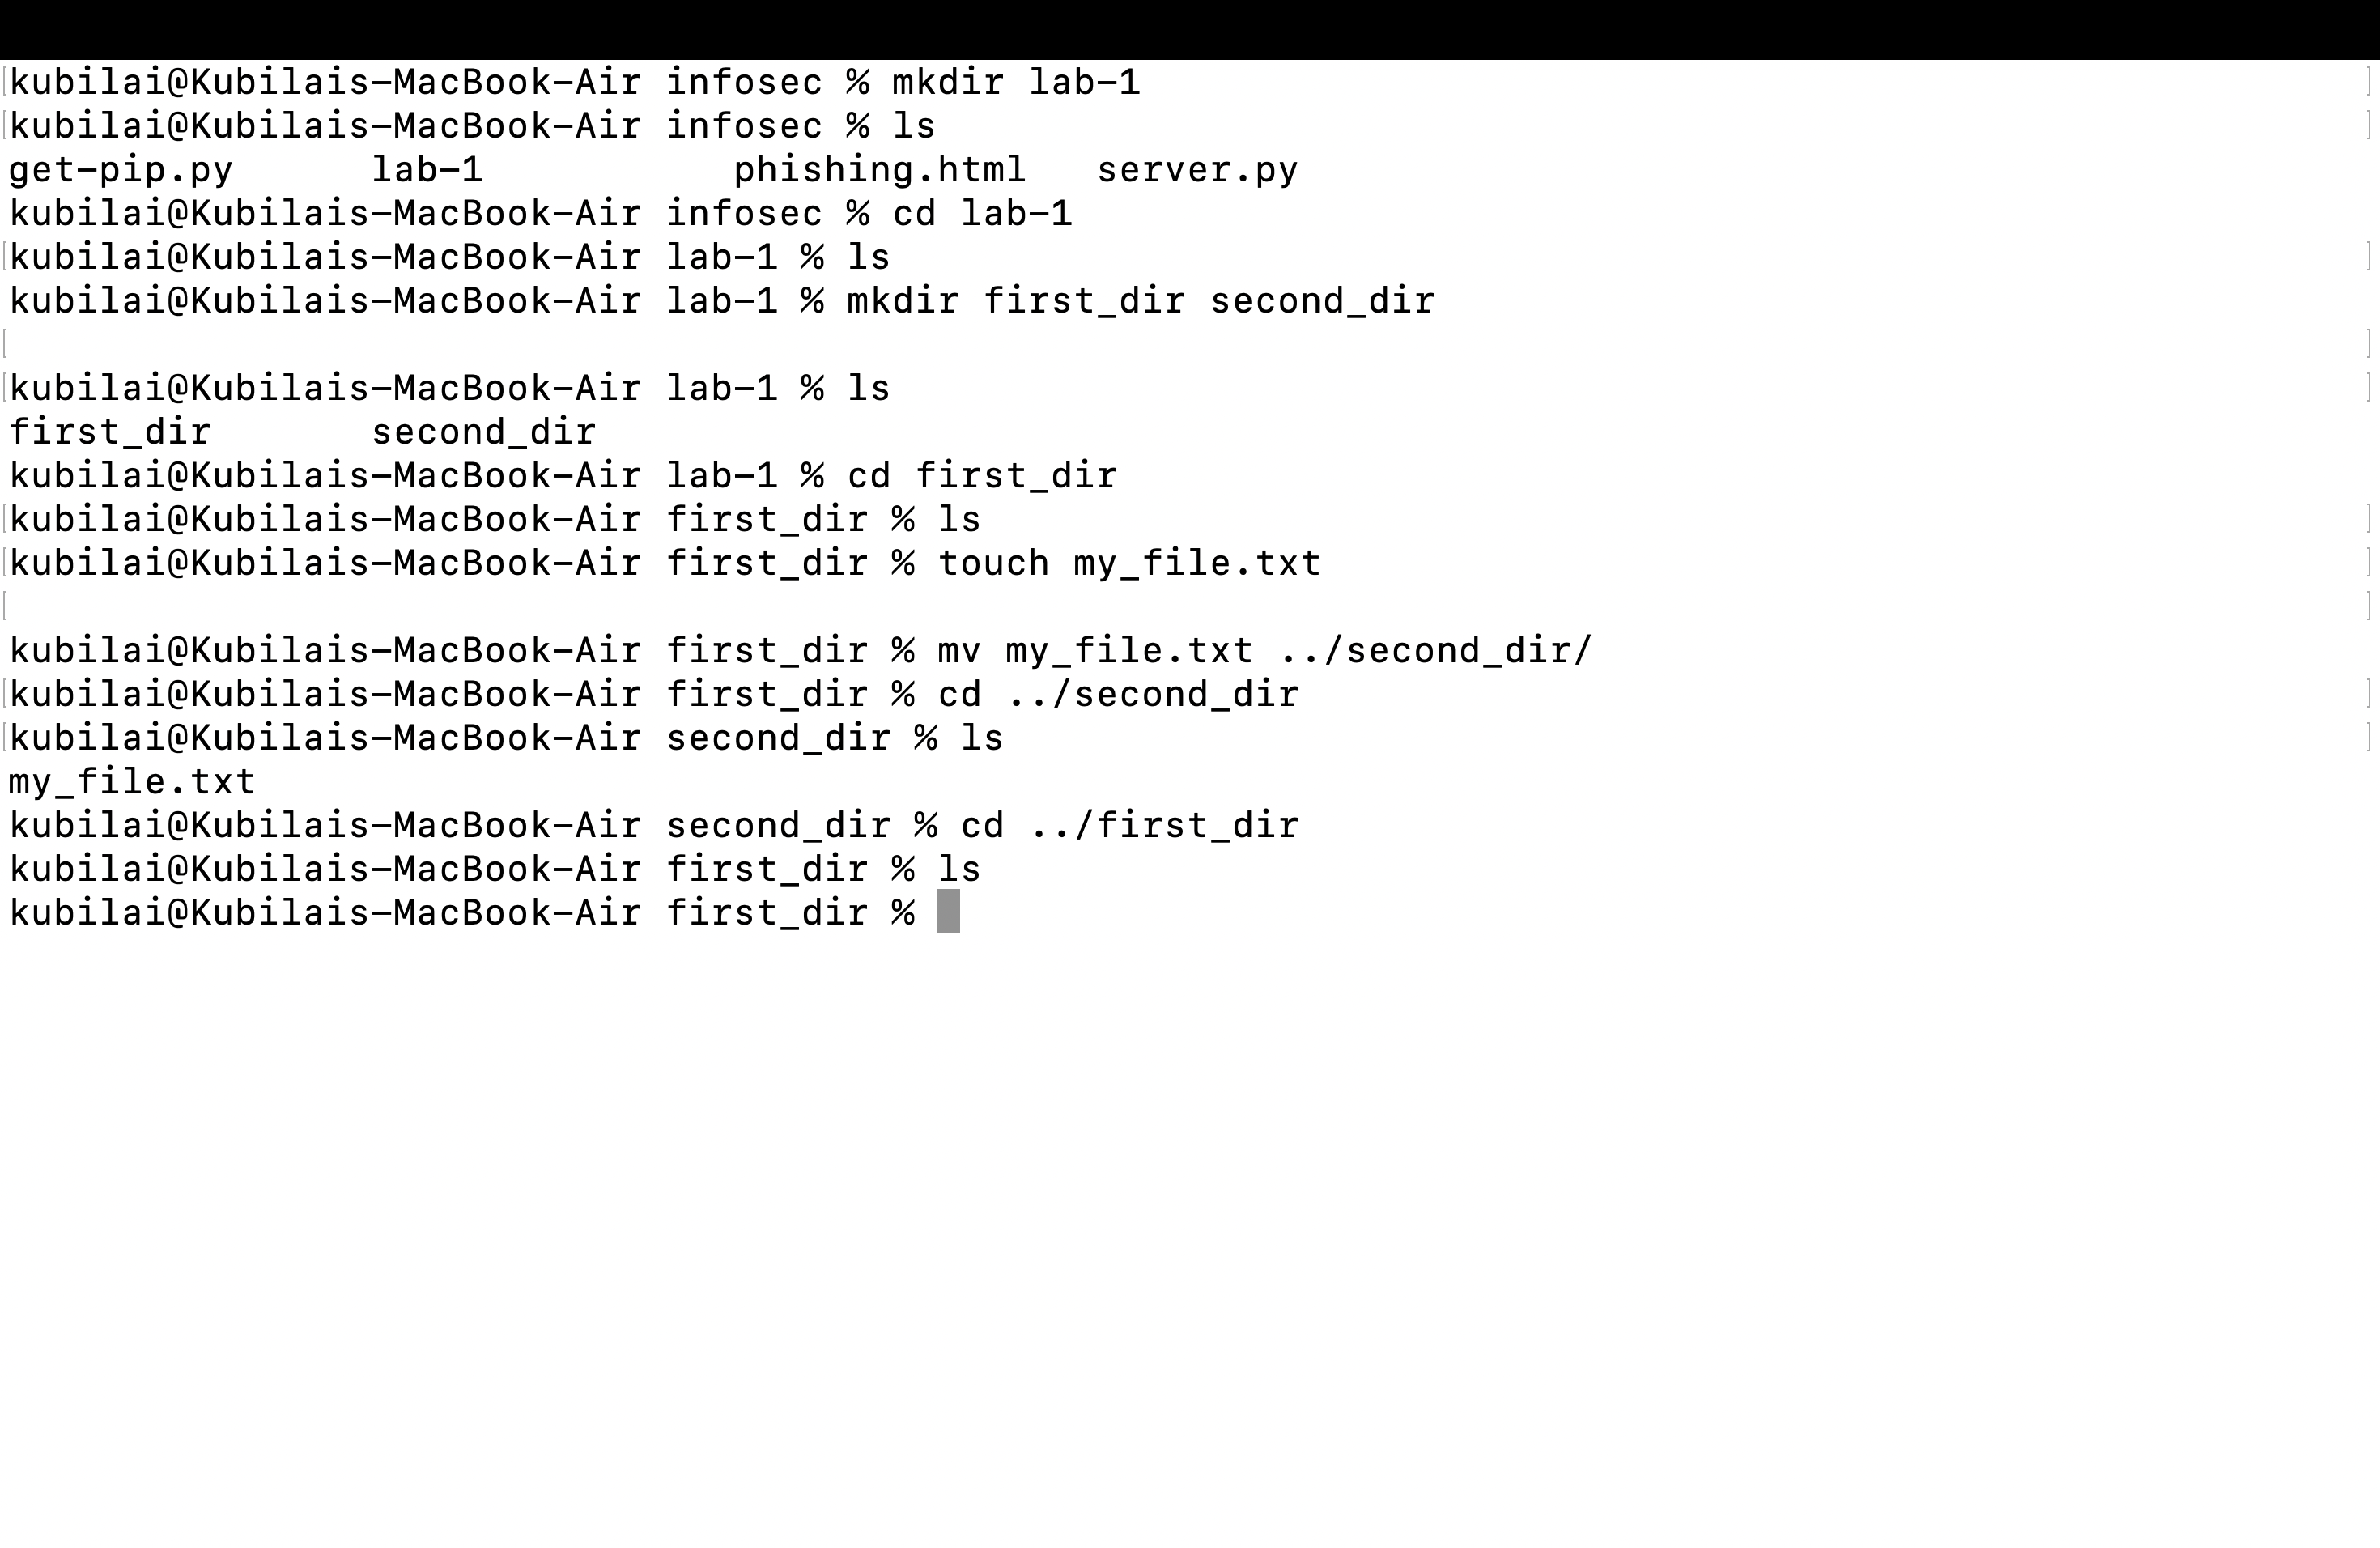 kubilai@Kubilais-MacBook-Air infosec % mkdir lab-1
kubilai@Kubilais-MacBook-Air infosec % ls
get-pip.py lab-1 phishing.html server.py
kubilai@Kubilais-MacBook-Air infosec % cd lab-1
kubilai@Kubilais-MacBook-Air lab-1 % ls
kubilai@Kubilais-MacBook-Air lab-1 % mkdir first_dir second_dir
kubilai@Kubilais-MacBook-Air lab-1 % ls
first_dir second_dir
kubilai@Kubilais-MacBook-Air lab-1 % cd first_dir
kubilai@Kubilais-MacBook-Air first_dir % ls
kubilai@Kubilais-MacBook-Air first_dir % touch my_file.txt
kubilai@Kubilais-MacBook-Air first_dir % mv my_file.txt ../second_dir/
kubilai@Kubilais-MacBook-Air first_dir % cd ../second_dir
kubilai@Kubilais-MacBook-Air second_dir % ls
my_file.txt
kubilai@Kubilais-MacBook-Air second_dir % cd ../first_dir
kubilai@Kubilais-MacBook-Air first_dir % ls
kubilai@Kubilais-MacBook-Air first_dir %